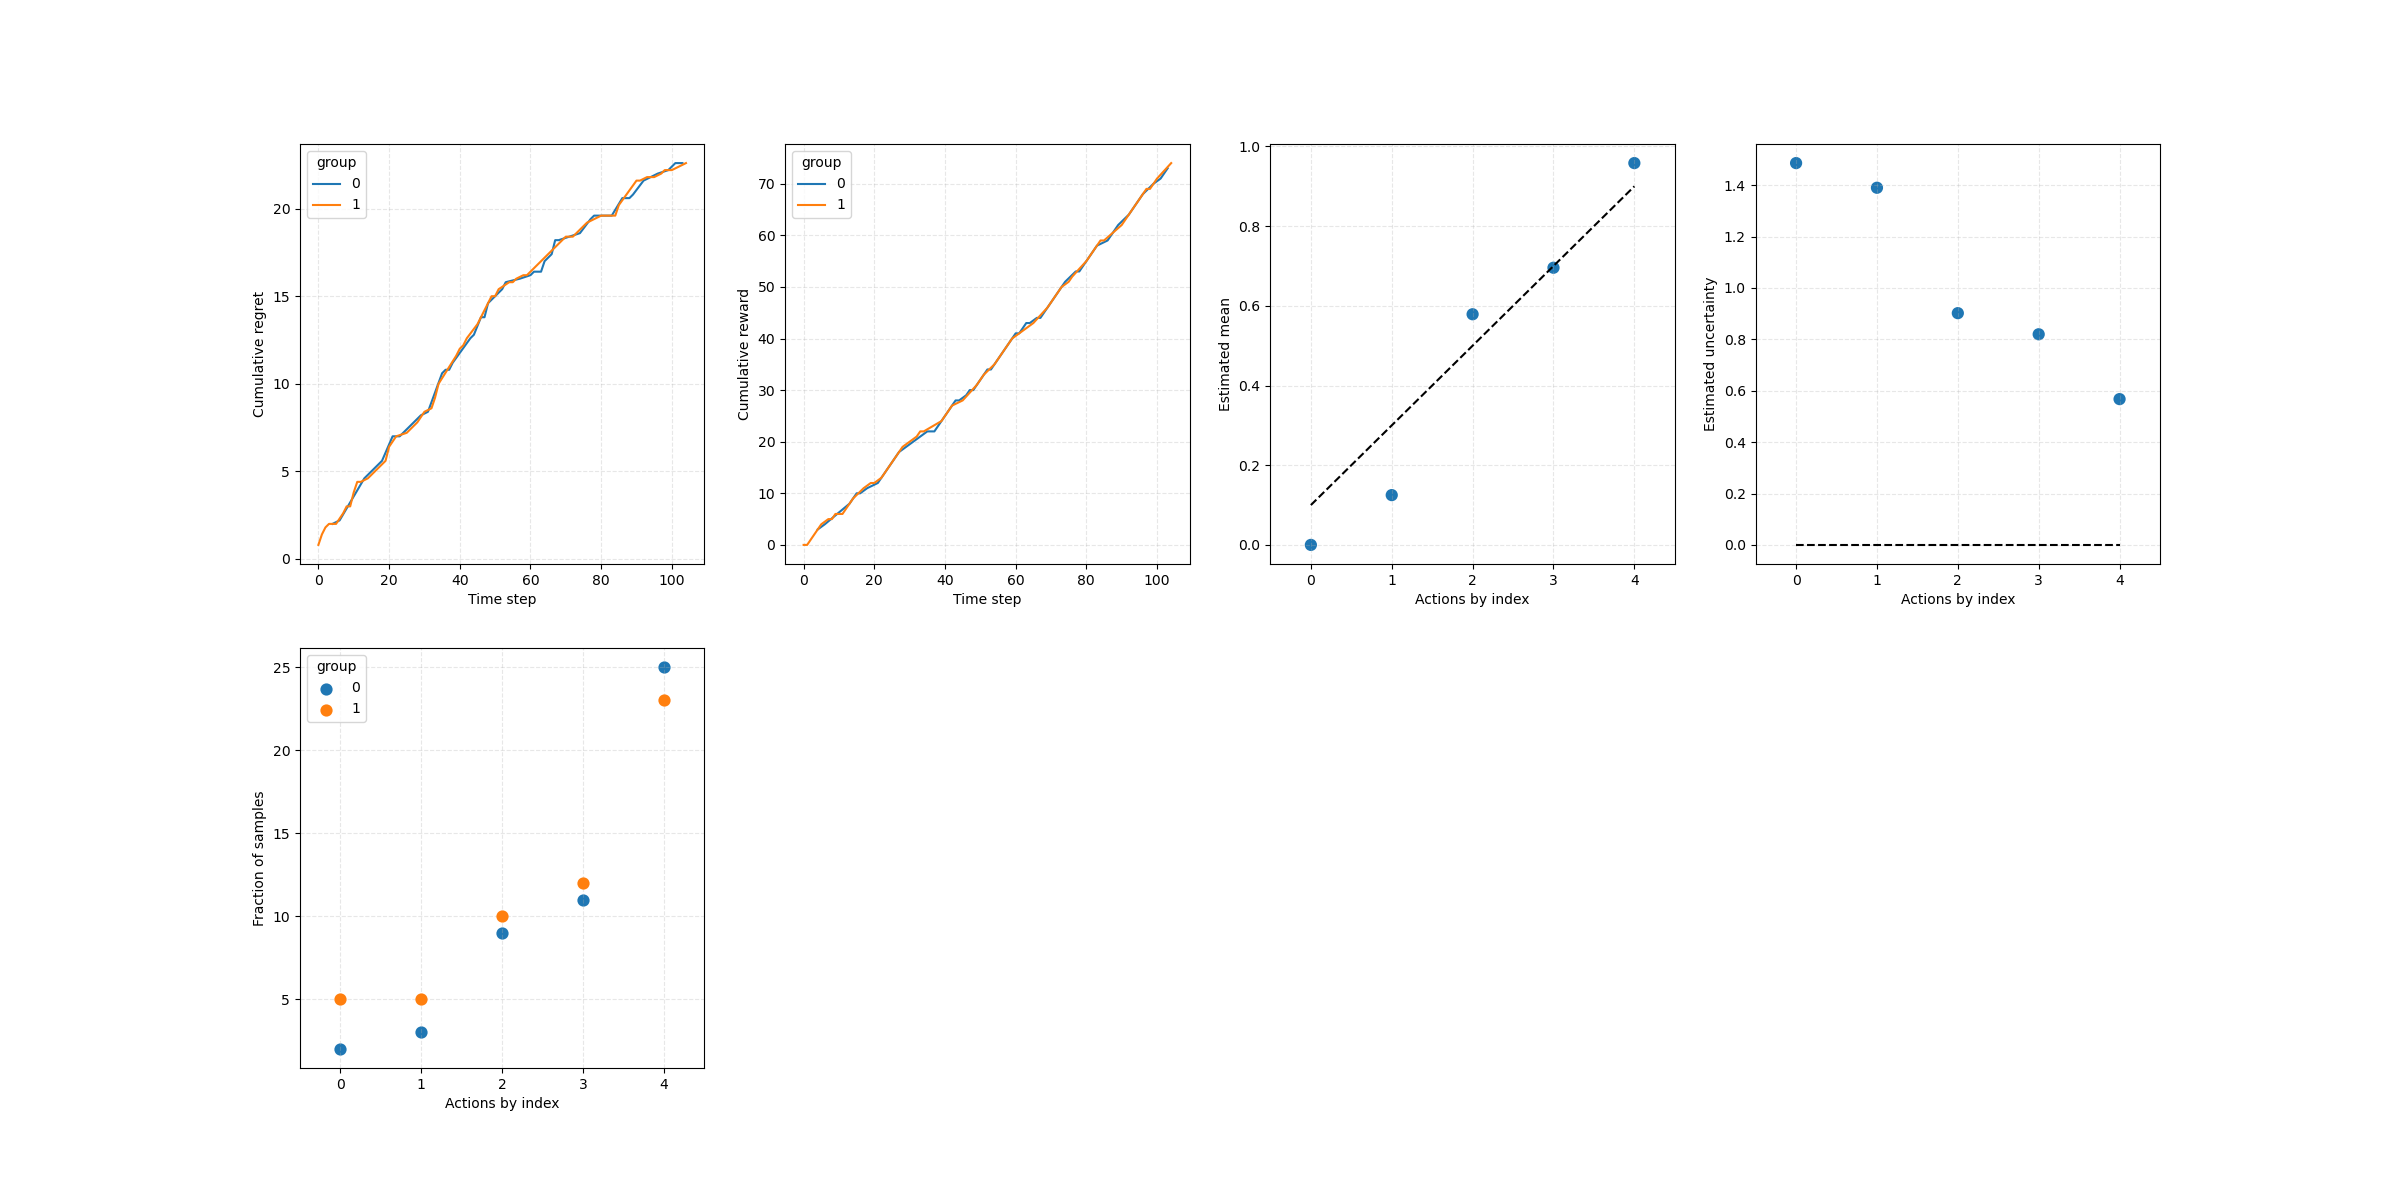 group
0
1
20
15
10
5
0
Cumulative regret
0 20 40 60 80 100
Time step
group
0
1
70
60
50
40
30
20
10
0
Cumulative reward
0 20 40 60 80 100
Time step
1.0
0.8
0.6
0.4
0.2
0.0
Estimated mean
0 1 2 3 4
Actions by index
1.4
1.2
1.0
0.8
0.6
0.4
0.2
0.0
Estimated uncertainty
0 1 2 3 4
Actions by index
group
0
1
25
20
15
10
5
Fraction of samples
0 1 2 3 4
Actions by index